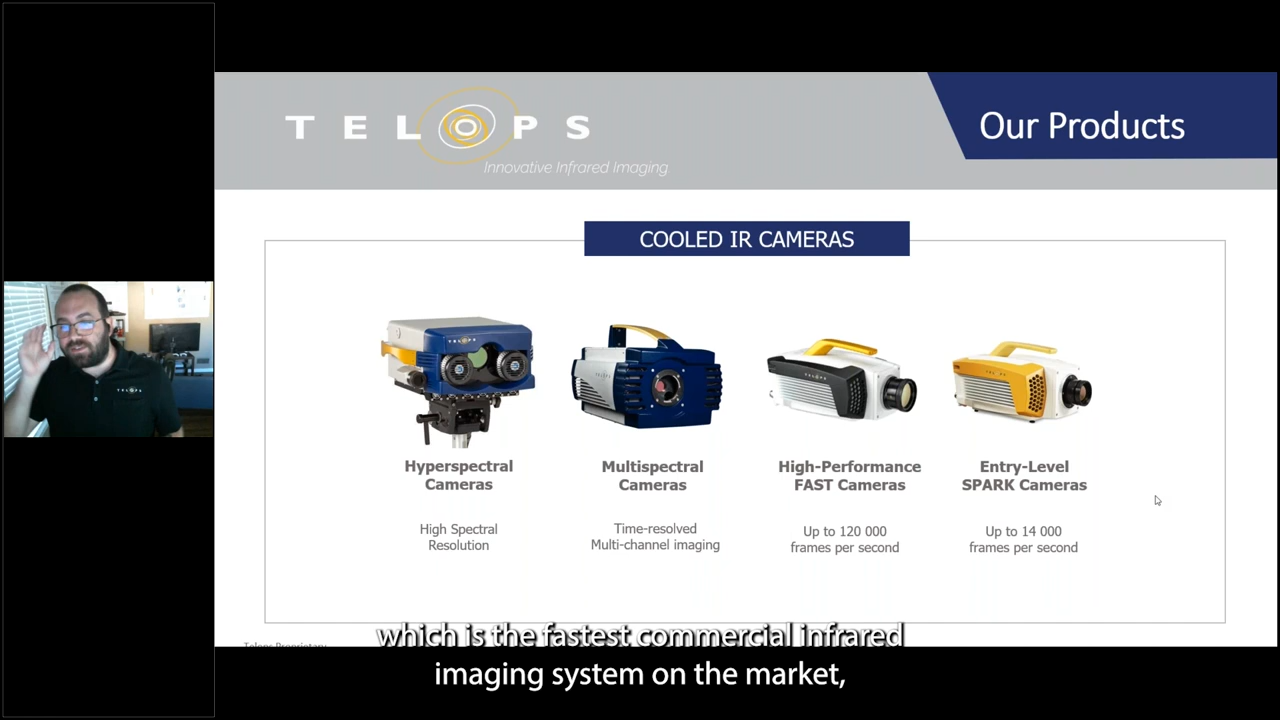 TELOPS
Innovative Infrared Imaging
Our Products
COOLED IR CAMERAS
TELOPS
Hyperspectral
Cameras
High Spectral
Resolution
Multispectral
Cameras
Time-resolved
Multi-channel imaging
High-Performance
FAST Cameras
Up to 120 000
frames per second
Entry-Level
SPARK Cameras
Up to 14 000
frames per second
Telops Proprietary
which is the fastest commercial infrared
imaging system on the market,